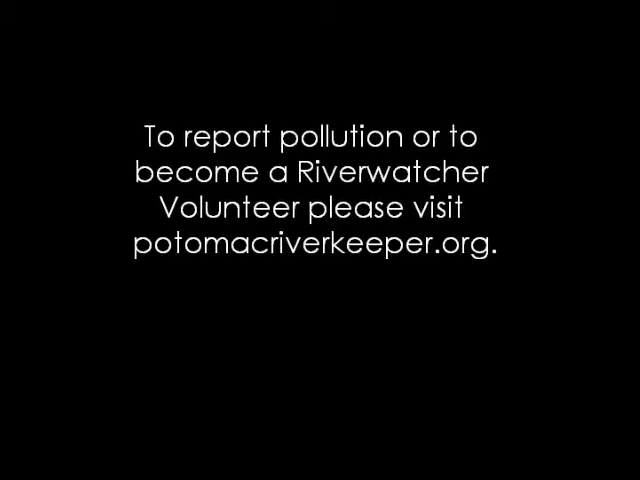 To report pollution or to
become a Riverwatcher
Volunteer please visit
potomacriverkeeper.org.